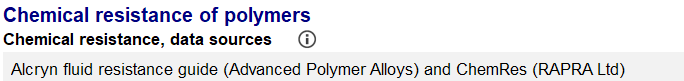 Chemical resistance of polymers
Chemical resistance, data sources
Alcryn fluid resistance guide (Advanced Polymer Alloys) and ChemRes (RAPRA Ltd)